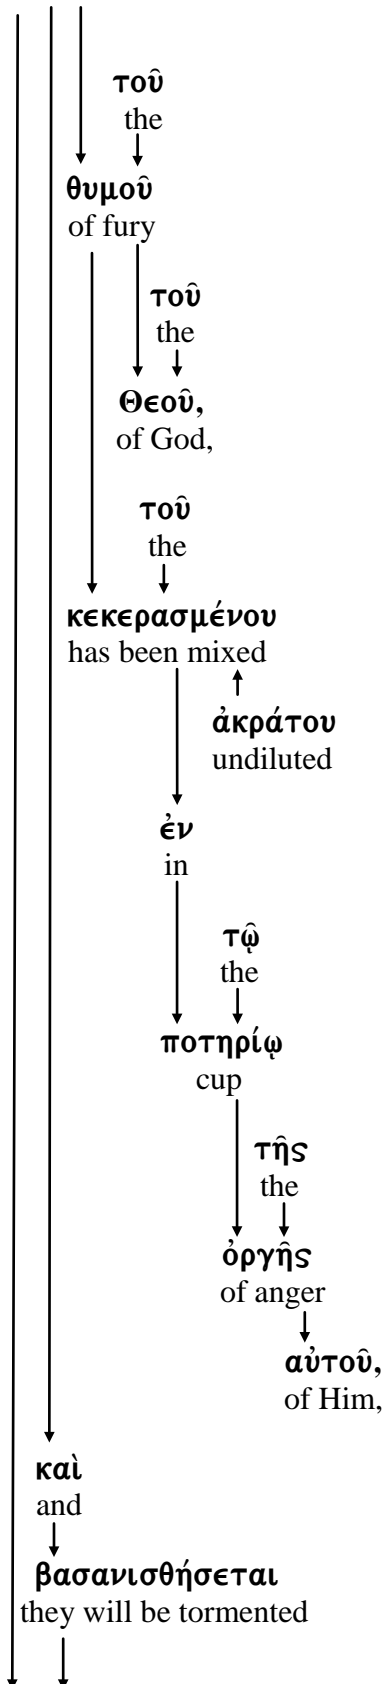 τοῦ
the
θυμοῦ
of fury
τοῦ
the
Θεοῦ,
of God,
τοῦ
the
κεκερασμένου
has been mixed
ἀκράτου
undiluted
ἐν
in
τῷ
the
ποτηρίῳ
cup
τῆς
the
ὀργῆς
of anger
αὐτοῦ,
of Him,
καὶ
and
βασανισθήσεται
they will be tormented